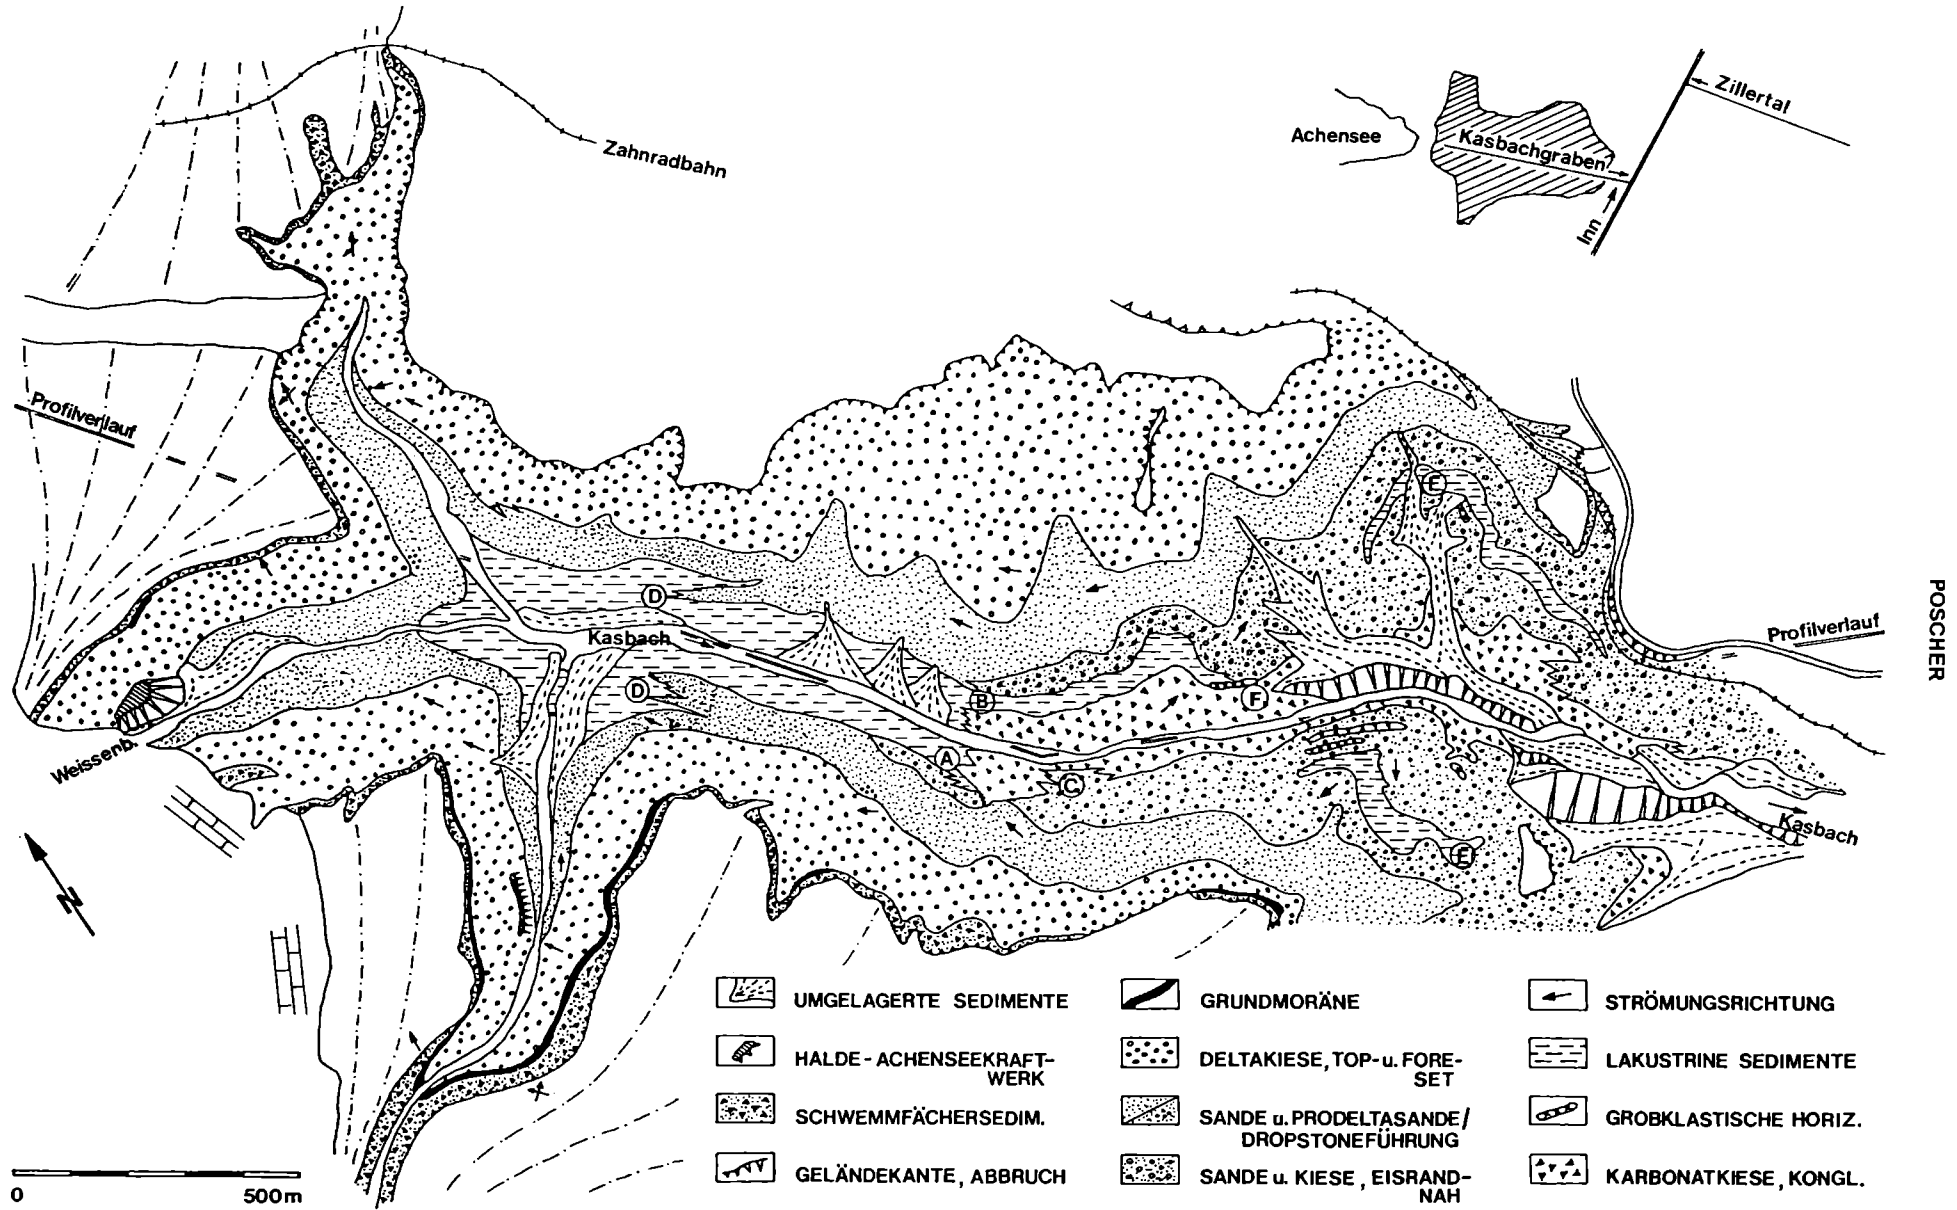 Zahnradbahn
Achensee
Kasbachgraben
Zillertal
Inn
Profilverlauf
E
D
Kasbach
D
B
F
A
C
E
Profilverlauf
Weissenb.
Kasbach
N
POSCHER
UMGELAGERTE SEDIMENTE
HALDE-ACHENSEEKRAFT-
WERK
SCHWEMMFÄCHERSEDIM.
GELÄNDEKANTE, ABBRUCH
GRUNDMORÄNE
DELTAKIESE, TOP- u. FORE-
SET
SANDE u. PRODELTASANDE/
DROPSTONEFÜHRUNG
SANDE u. KIESE, EISRAND-
NAH
STRÖMUNGSRICHTUNG
LAKUSTRINE SEDIMENTE
GROBKLASTISCHE HORIZ.
KARBONATKIESE, KONGL.
0 500m